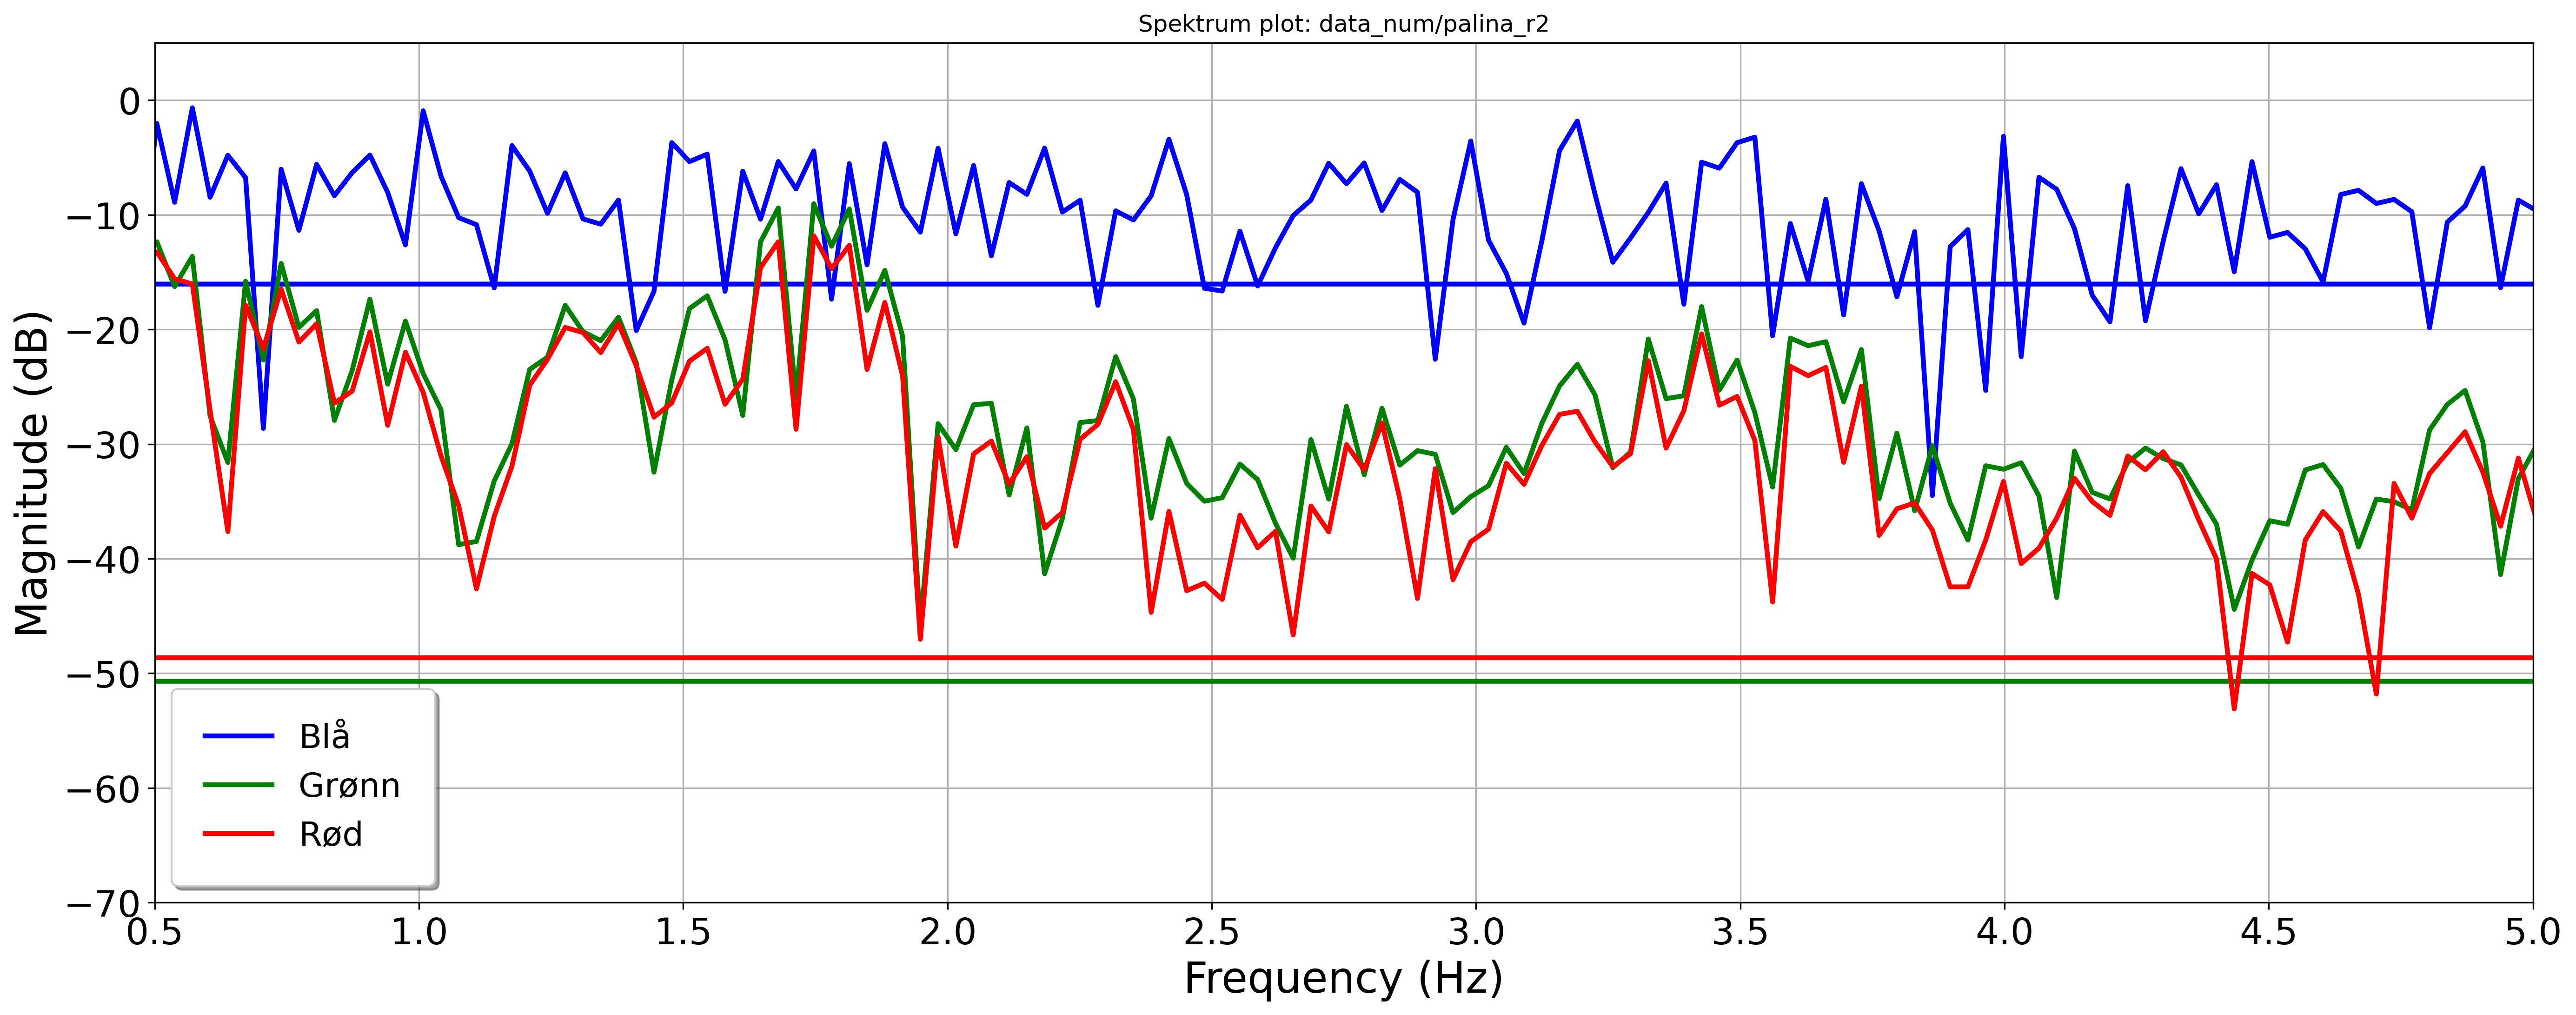 Spektrum plot: data_num/palina_r2
Magnitude (dB)
0
−10
−20
−30
−40
−50
−60
−70
Blå
Grønn
Rød
0.5 1.0 1.5 2.0 2.5 3.0 3.5 4.0 4.5 5.0
Frequency (Hz)